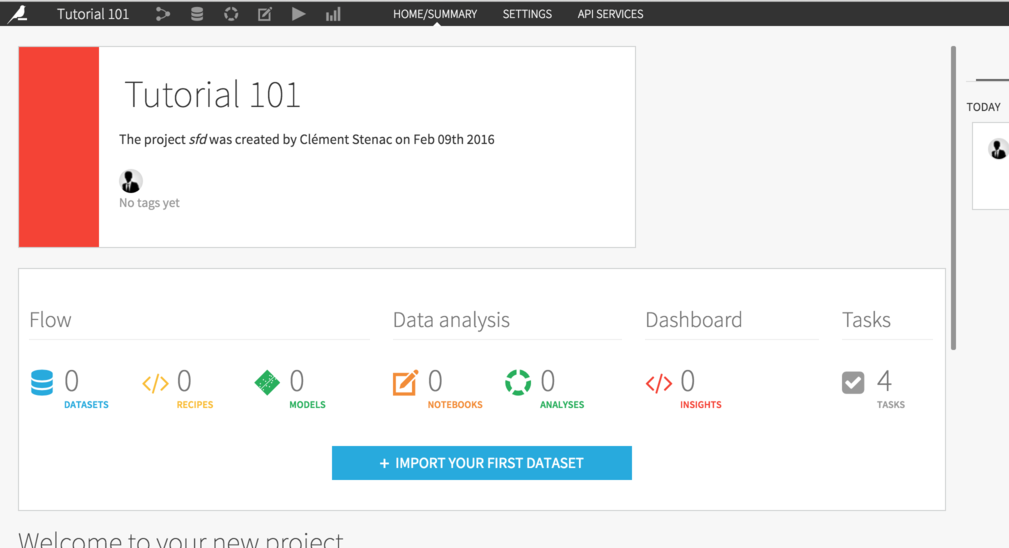 Tutorial 101
HOME/SUMMARY SETTINGS API SERVICES
Tutorial 101
The project sfd was created by Clément Stenac on Feb 09th 2016
No tags yet
TODAY
Flow Data analysis Dashboard Tasks
0 0 0 0 0 0 4
DATASETS RECIPES MODELS NOTEBOOKS ANALYSES INSIGHTS TASKS
+ IMPORT YOUR FIRST DATASET
Welcome to your new project